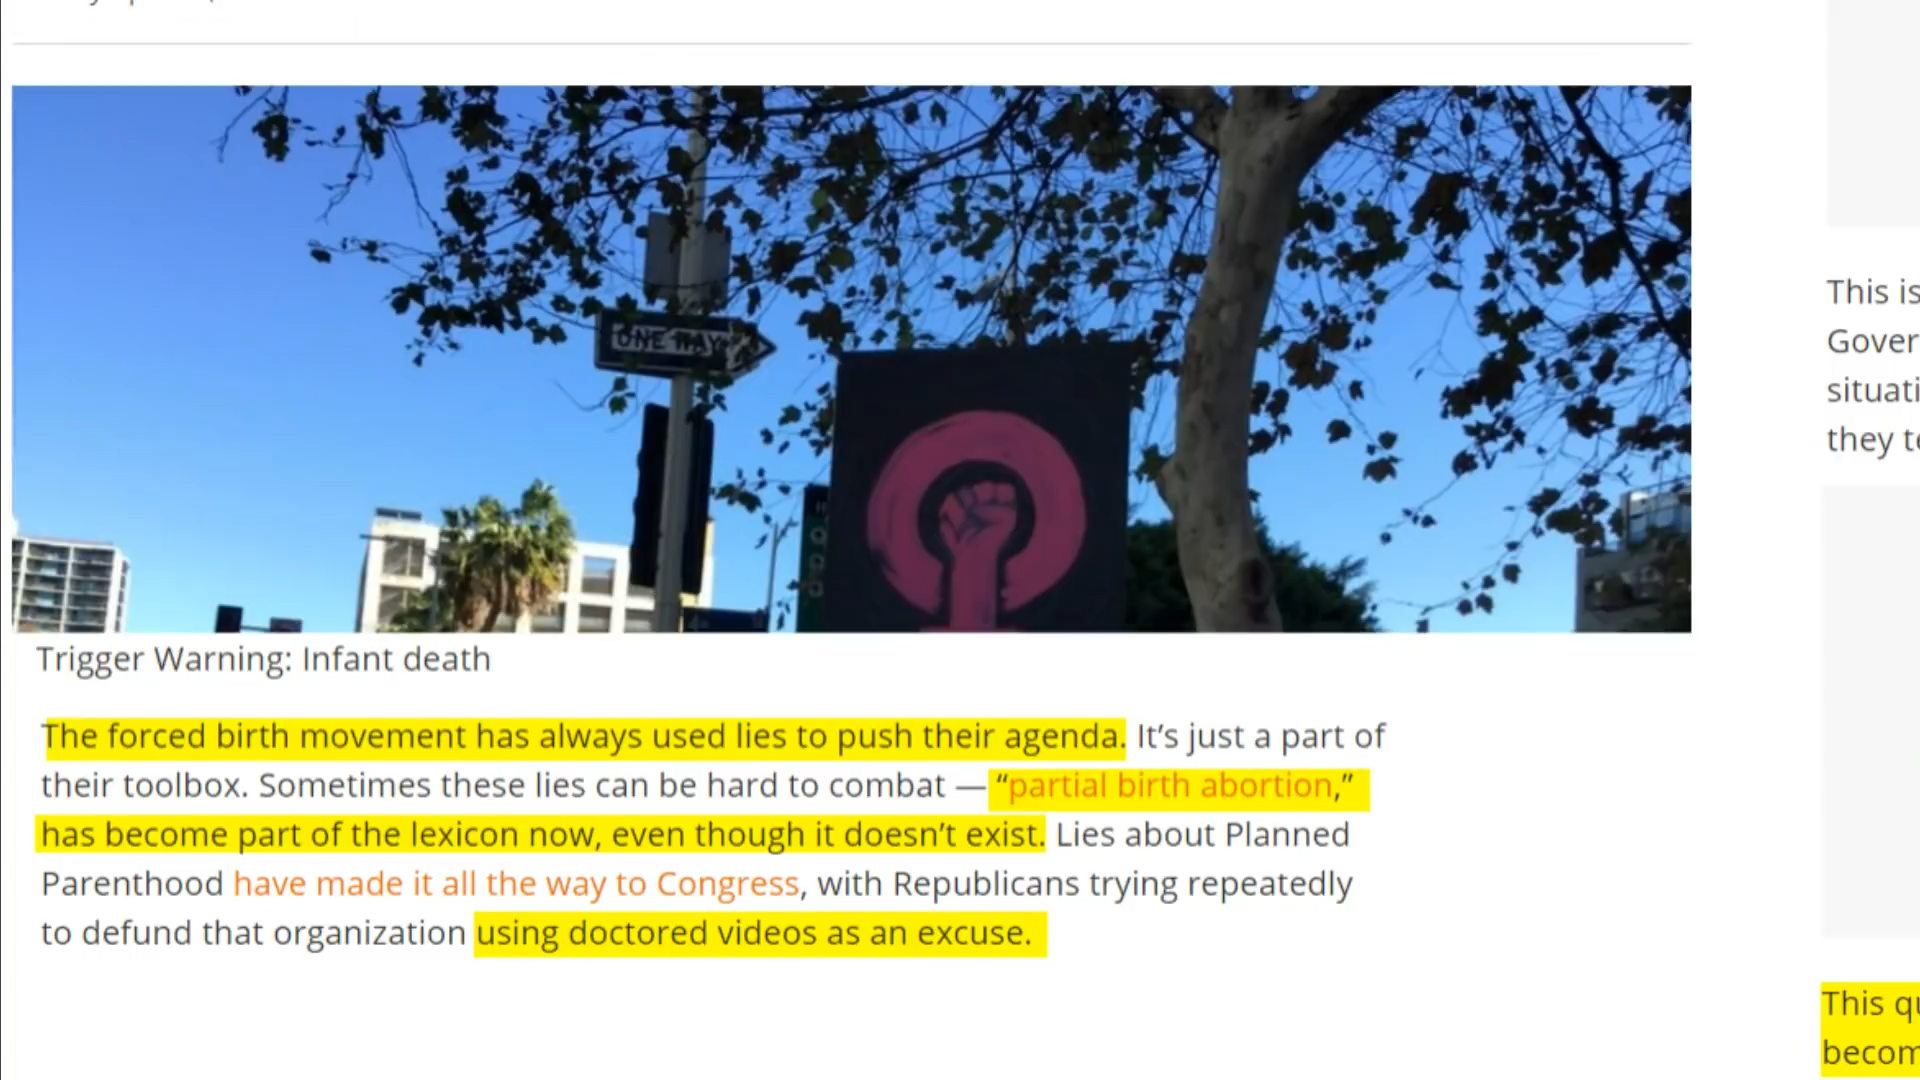 ONE WAY
Trigger Warning: Infant death
The forced birth movement has always used lies to push their agenda. It’s just a part of
their toolbox. Sometimes these lies can be hard to combat — “partial birth abortion,”
has become part of the lexicon now, even though it doesn’t exist. Lies about Planned
Parenthood have made it all the way to Congress, with Republicans trying repeatedly
to defund that organization using doctored videos as an excuse.
This is
Gover
situati
they te
This qu
becom